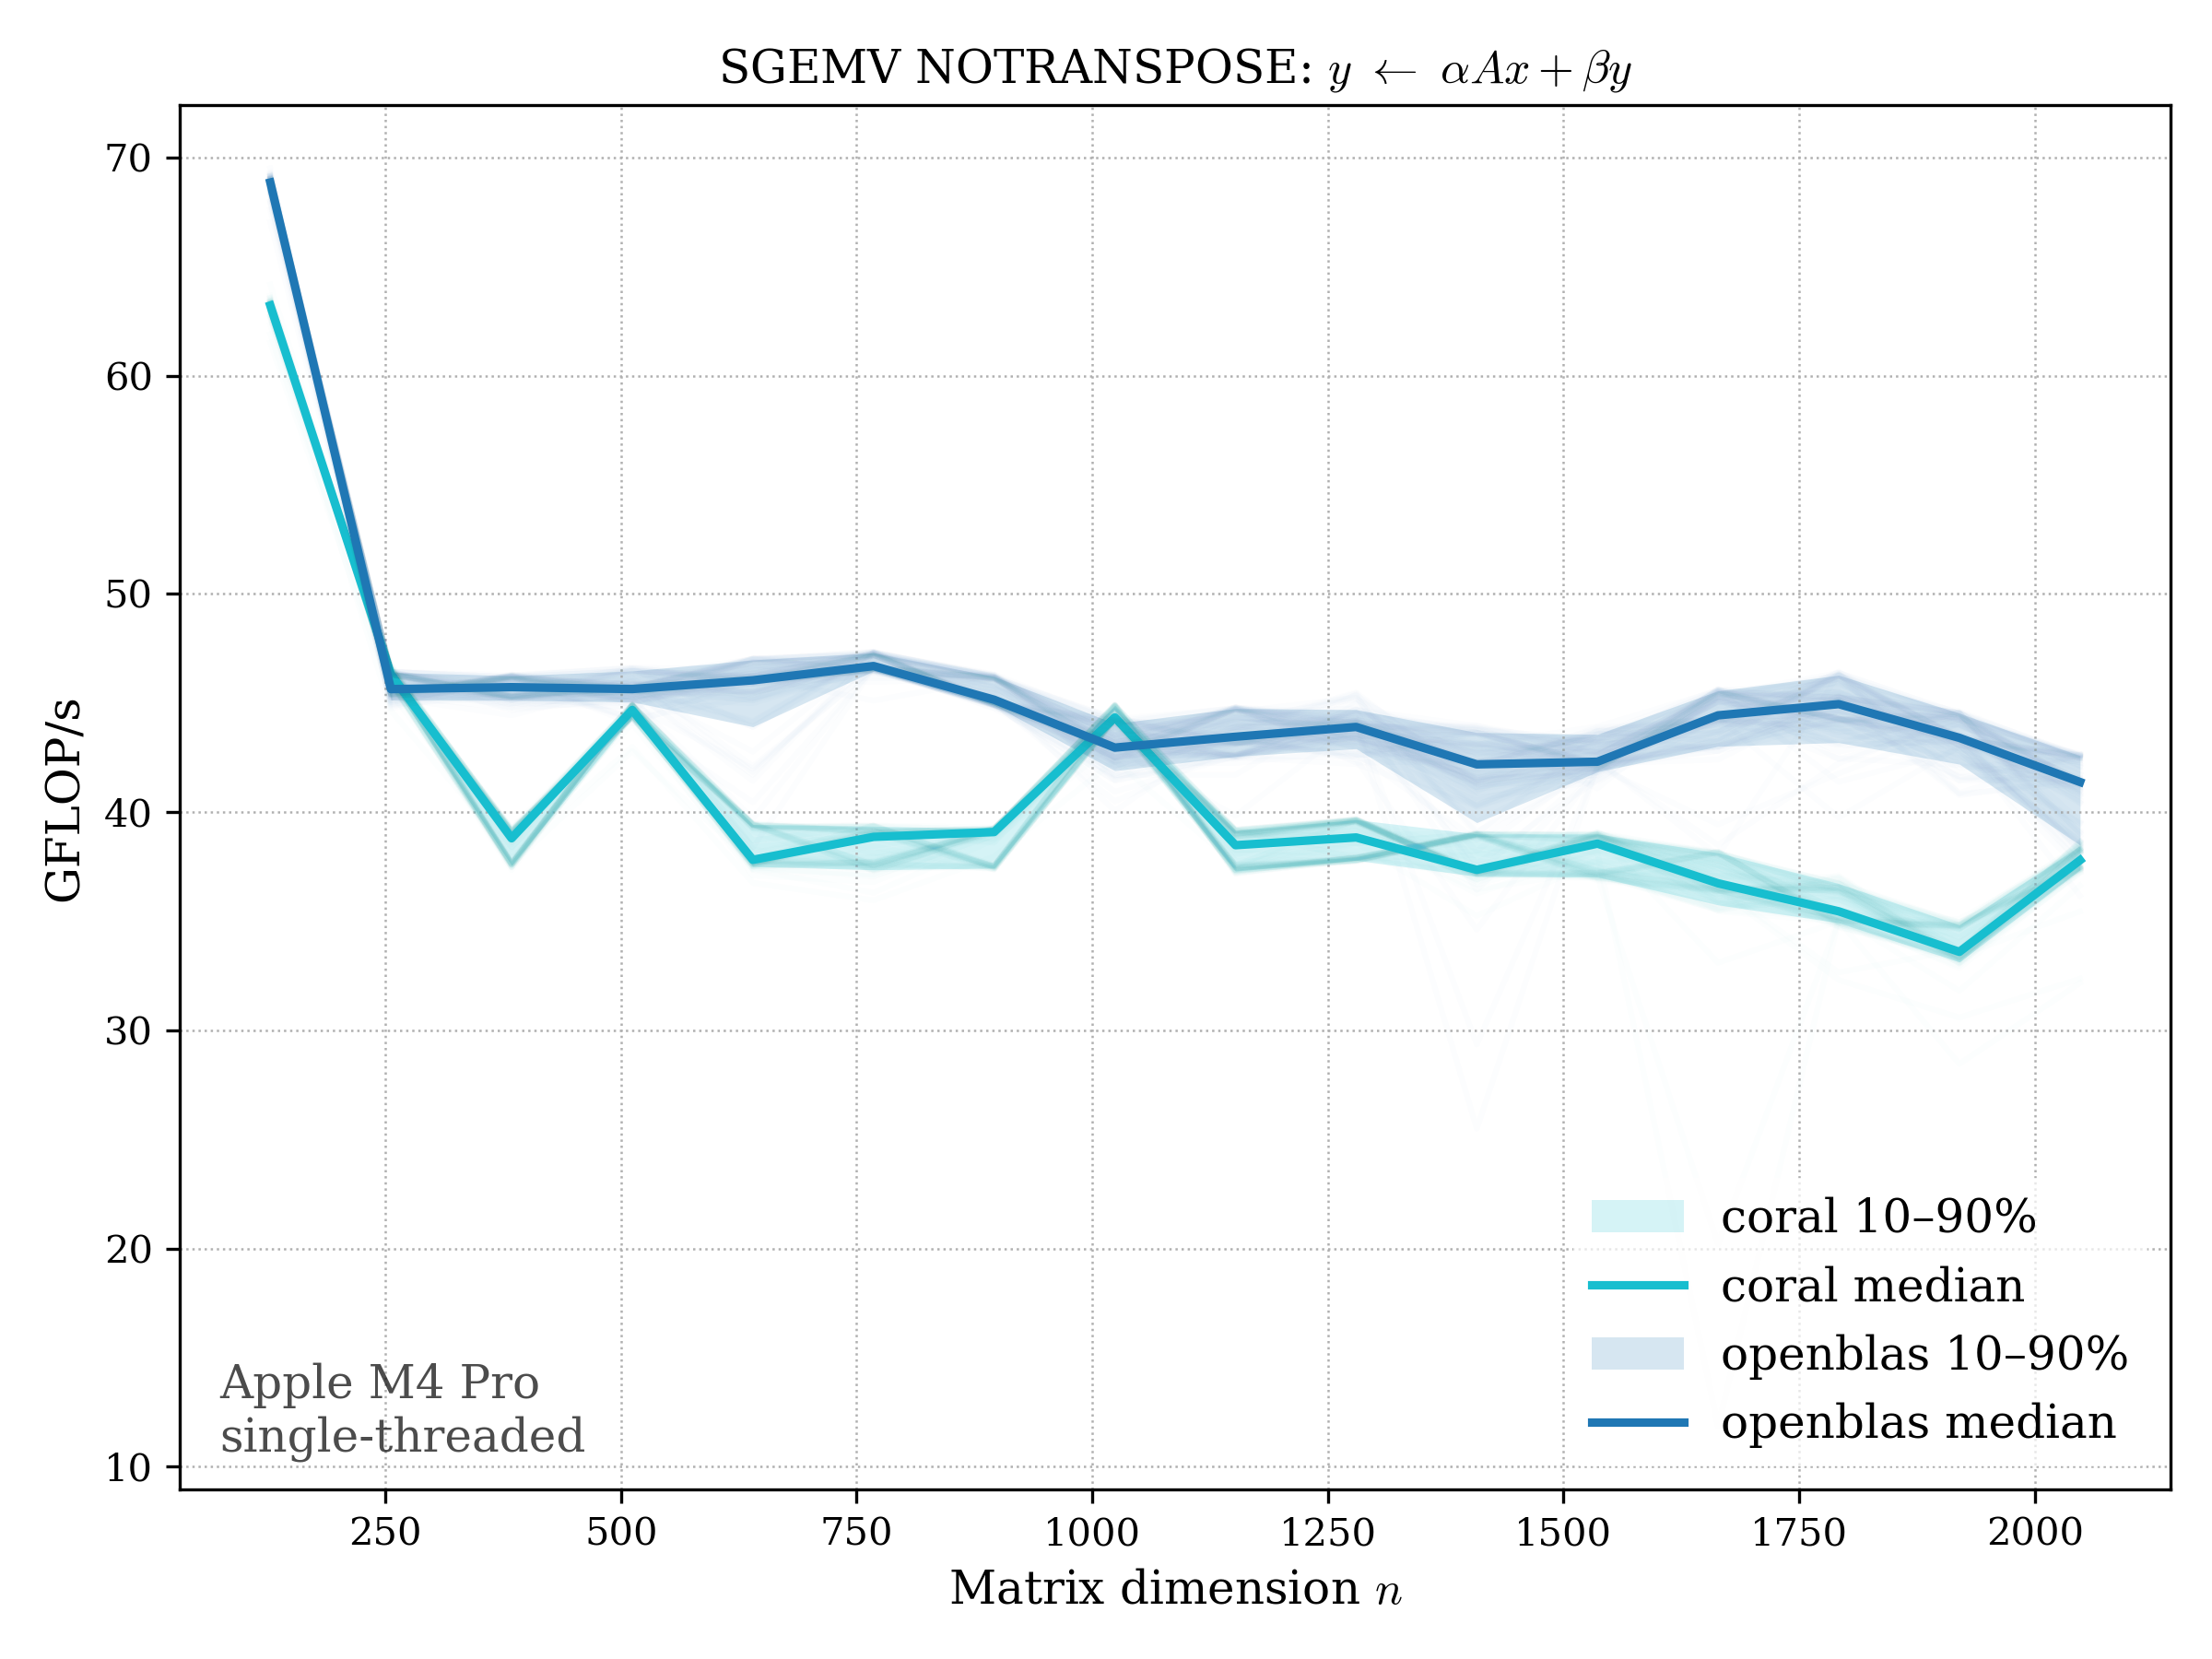 SGEMV NOTRANSPOSE: y ← αAx + βy
70
60
50
40
30
20
10
GFLOP/s
250 500 750 1000 1250 1500 1750 2000
Matrix dimension n
Apple M4 Pro
single-threaded
coral 10–90%
coral median
openblas 10–90%
openblas median